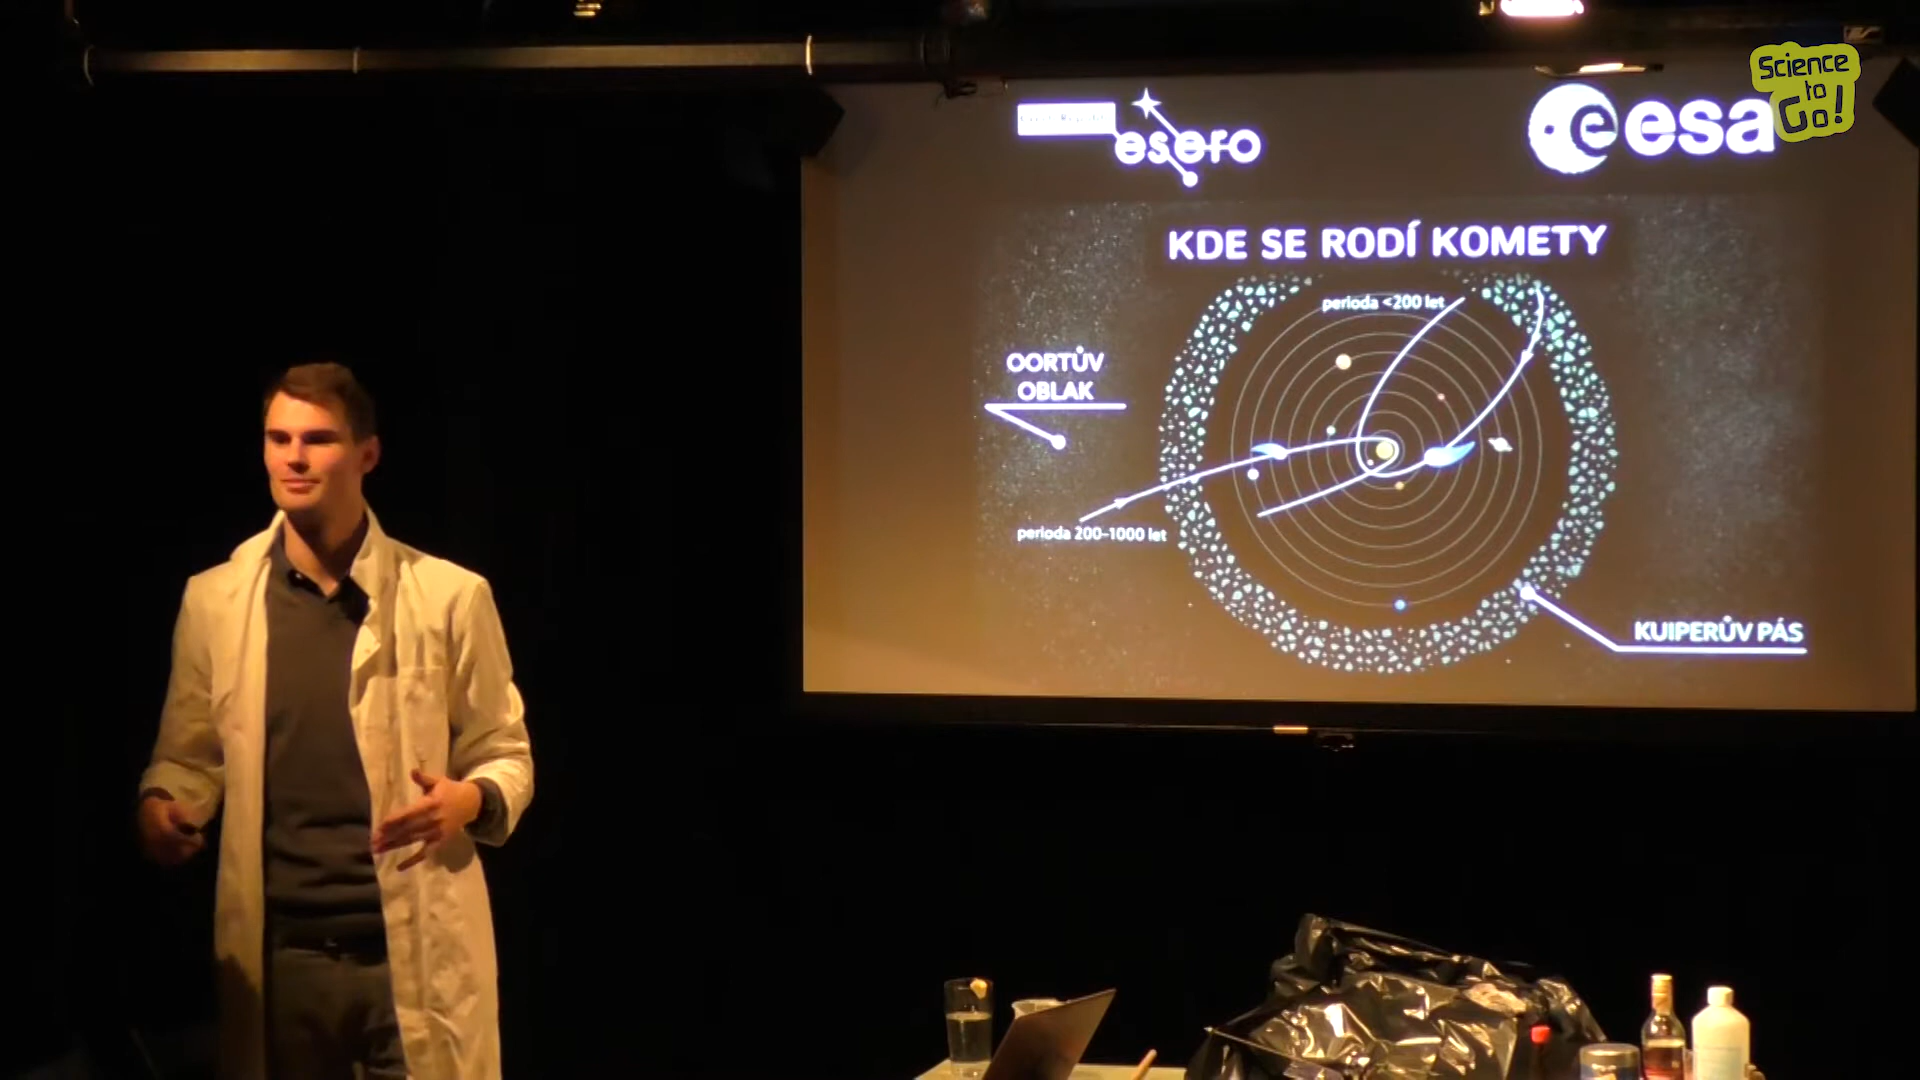 esero
esa
Science
to
Go!
KDE SE RODÍ KOMETY
perioda <200 let
OORTŮV
OBLAK
perioda 200–1000 let
KUIPERŮV PÁS